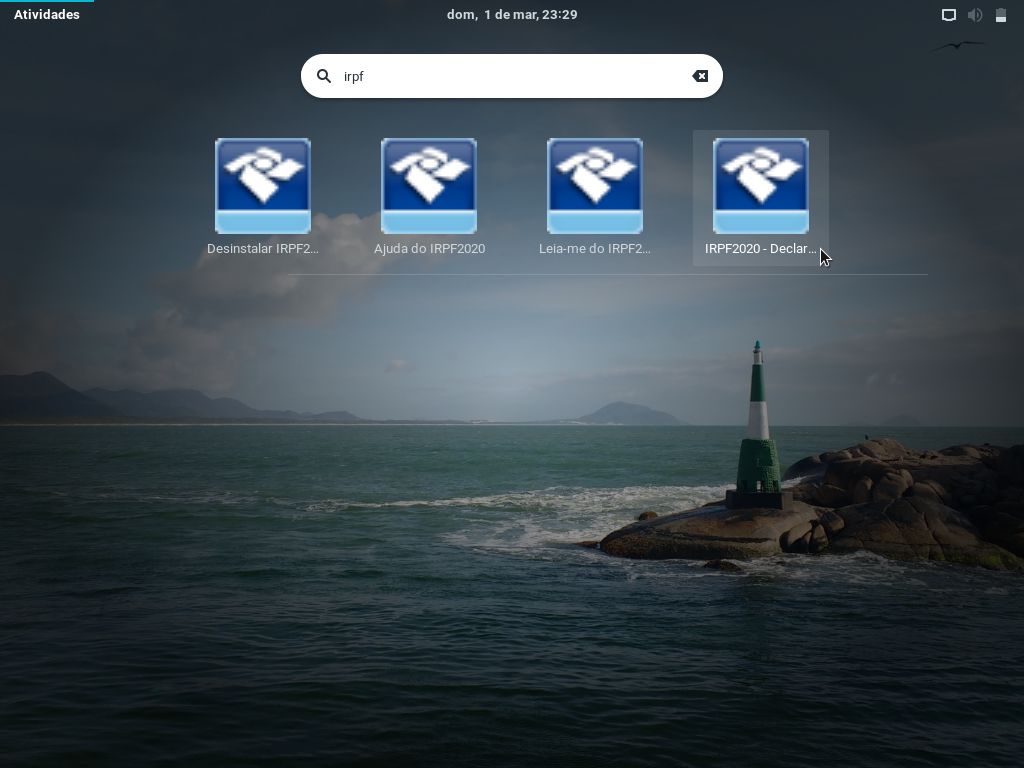 Atividades
dom, 1 de mar, 23:29
irpf
Desinstalar IRPF2...
Ajuda do IRPF2020
Leia-me do IRPF2...
IRPF2020 - Declar...